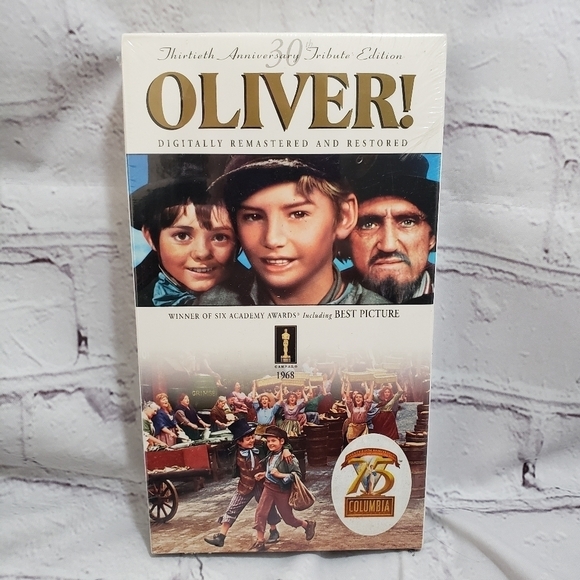 Thirtieth Anniversary Tribute Edition
30th
OLIVER!
DIGITALLY REMASTERED AND RESTORED
WINNER OF SIX ACADEMY AWARDS® Including BEST PICTURE
1968
75
COLUMBIA